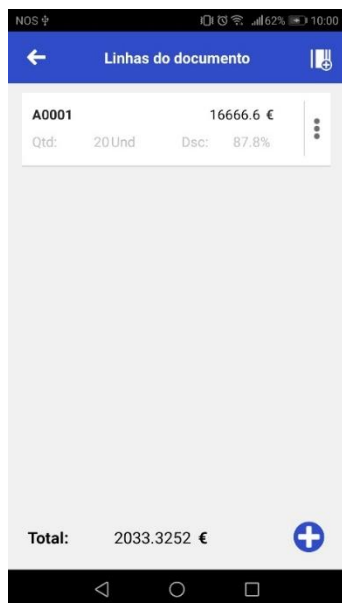 NOS 62% 10:00
Linhas do documento
A0001 16666.6 €
Qtd: 20 Und Dsc: 87.8%
Total: 2033.3252 €